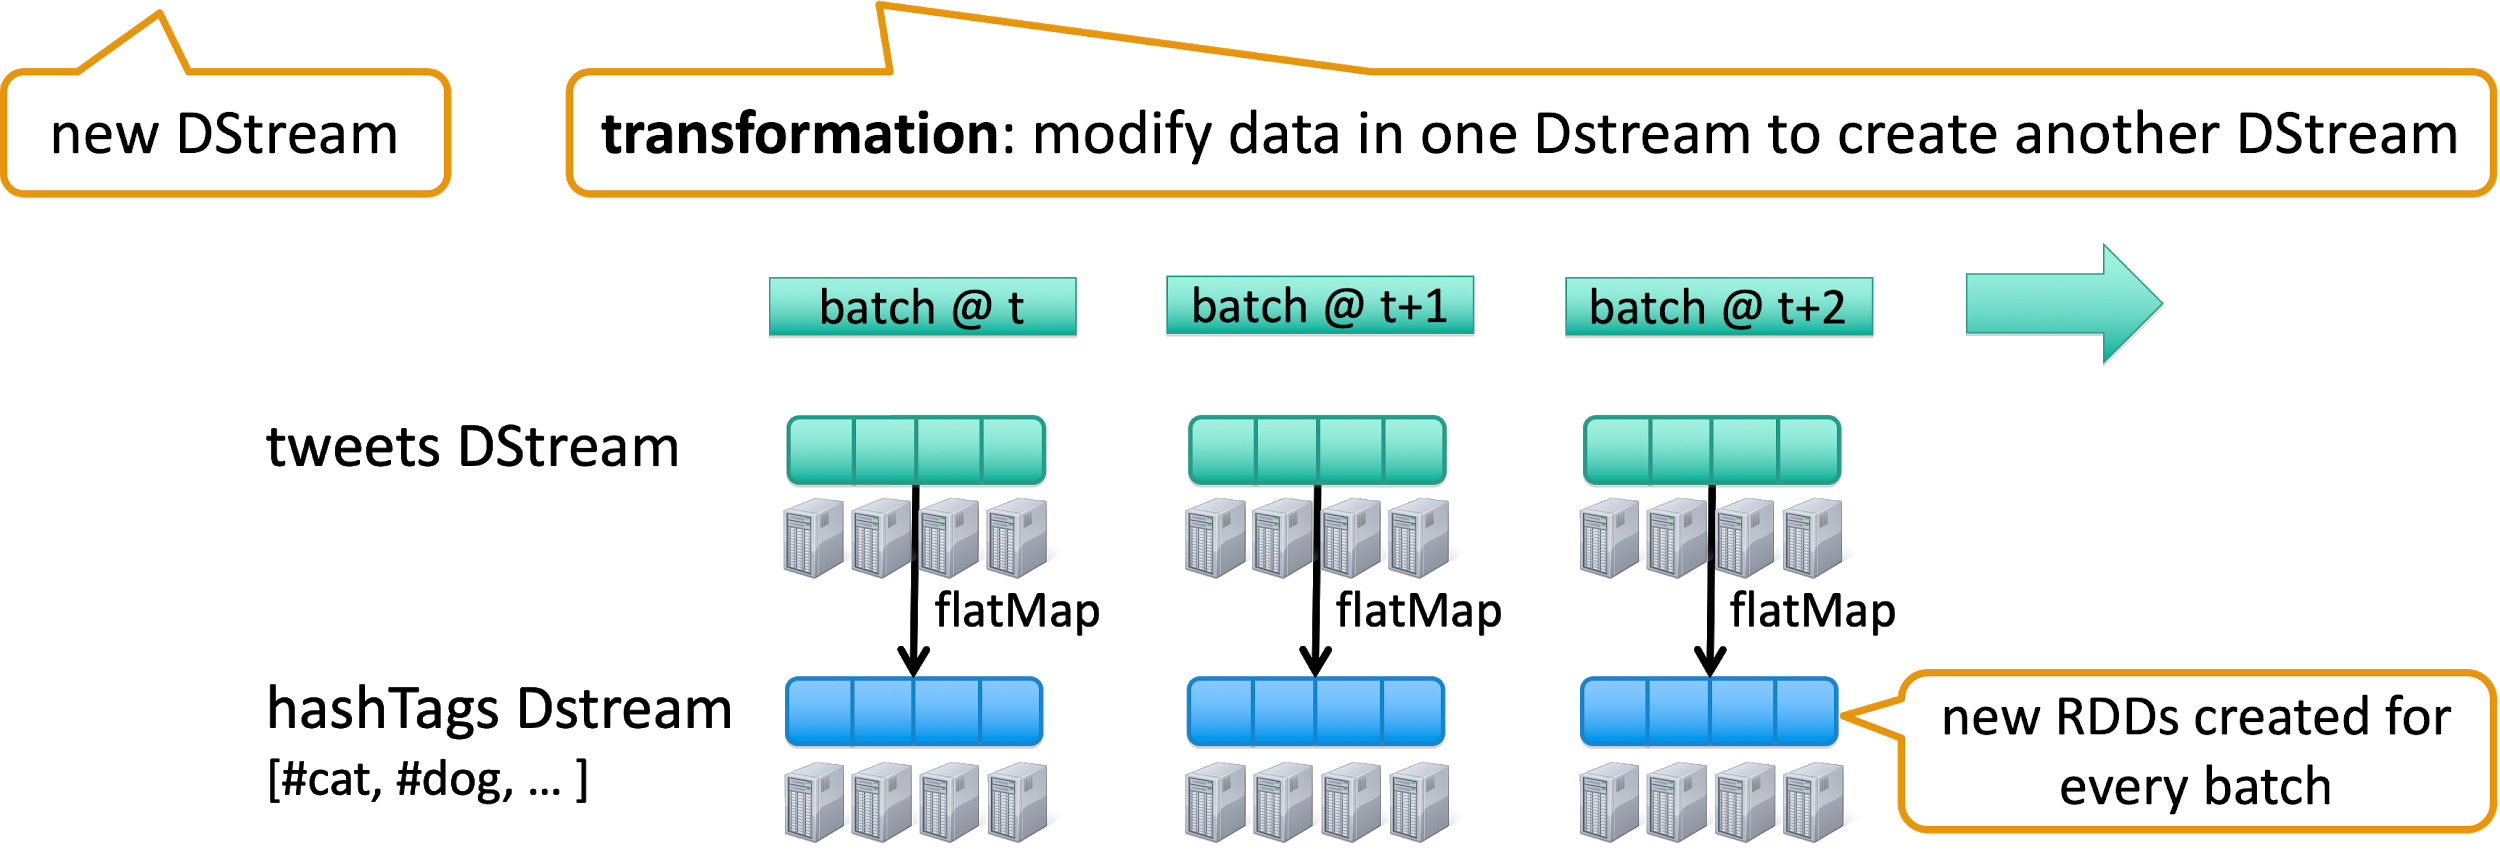 new DStream
transformation: modify data in one Dstream to create another DStream
batch @ t
batch @ t+1
batch @ t+2
tweets DStream
flatMap
flatMap
flatMap
hashTags Dstream
[#cat, #dog, ... ]
new RDDs created for
every batch